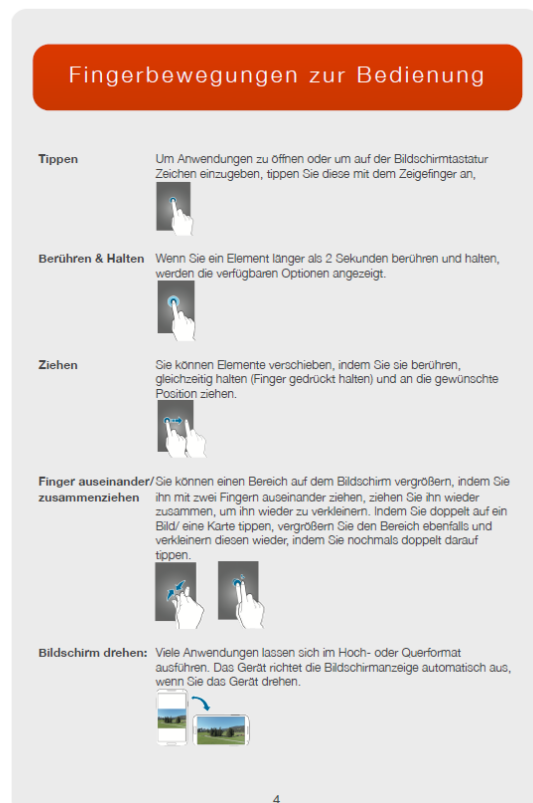 Fingerbewegungen zur Bedienung
Tippen
Um Anwendungen zu öffnen oder um auf der Bildschirmtastatur
Zeichen einzugeben, tippen Sie diese mit dem Zeigefinger an,
Berühren & Halten
Wenn Sie ein Element länger als 2 Sekunden berühren und halten,
werden die verfügbaren Optionen angezeigt.
Ziehen
Sie können Elemente verschieben, indem Sie sie berühren,
gleichzeitig halten (Finger gedrückt halten) und an die gewünschte
Position ziehen.
Finger auseinander/
zusammenziehen
Sie können einen Bereich auf dem Bildschirm vergrößern, indem Sie
ihn mit zwei Fingern auseinander ziehen, ziehen Sie ihn wieder
zusammen, um ihn wieder zu verkleinern. Indem Sie doppelt auf ein
Bild/ eine Karte tippen, vergrößern Sie den Bereich ebenfalls und
verkleinern diesen wieder, indem Sie nochmals doppelt darauf
tippen.
Bildschirm drehen:
Viele Anwendungen lassen sich im Hoch- oder Querformat
ausführen. Das Gerät richtet die Bildschirmanzeige automatisch aus,
wenn Sie das Gerät drehen.
4